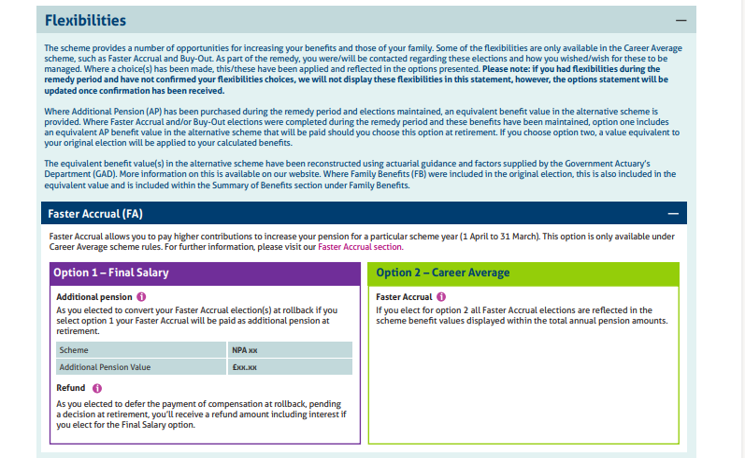 Flexibilities
The scheme provides a number of opportunities for increasing your benefits and those of your family. Some of the flexibilities are only available in the Career Average
scheme, such as Faster Accrual and Buy-Out. As part of the remedy, you were/will be contacted regarding these elections and how you wished/wish for these to be
managed. Where a choice(s) has been made, this/these have been applied and reflected in the options presented. Please note: if you had flexibilities during the
remedy period and have not confirmed your flexibilities choices, we will not display these flexibilities in this statement, however, the options statement will be
updated once confirmation has been received.
Where Additional Pension (AP) has been purchased during the remedy period and elections maintained, an equivalent benefit value in the alternative scheme is
provided. Where Faster Accrual and/or Buy-Out elections were completed during the remedy period and these benefits have been maintained, option one includes
an equivalent AP benefit value in the alternative scheme that will be paid should you choose this option at retirement. If you choose option two, a value equivalent to
your original election will be applied to your calculated benefits.
The equivalent benefit value(s) in the alternative scheme have been reconstructed using actuarial guidance and factors supplied by the Government Actuary's
Department (GAD). More information on this is available on our website. Where Family Benefits (FB) were included in the original election, this is also included in the
equivalent value and is included within the Summary of Benefits section under Family Benefits.
Faster Accrual (FA)
Faster Accrual allows you to pay higher contributions to increase your pension for a particular scheme year (1 April to 31 March). This option is only available under
Career Average scheme rules. For further information, please visit our Faster Accrual section.
Option 1 – Final Salary
Additional pension
As you elected to convert your Faster Accrual election(s) at rollback if you
select option 1 your Faster Accrual will be paid as additional pension at
retirement.
Scheme NPA xx
Additional Pension Value £xx.xx
Refund
As you elected to defer the payment of compensation at rollback, pending
a decision at retirement, you'll receive a refund amount including interest if
you elect for the Final Salary option.
Option 2 – Career Average
Faster Accrual
If you elect for option 2 all Faster Accrual elections are reflected in the
scheme benefit values displayed within the total annual pension amounts.